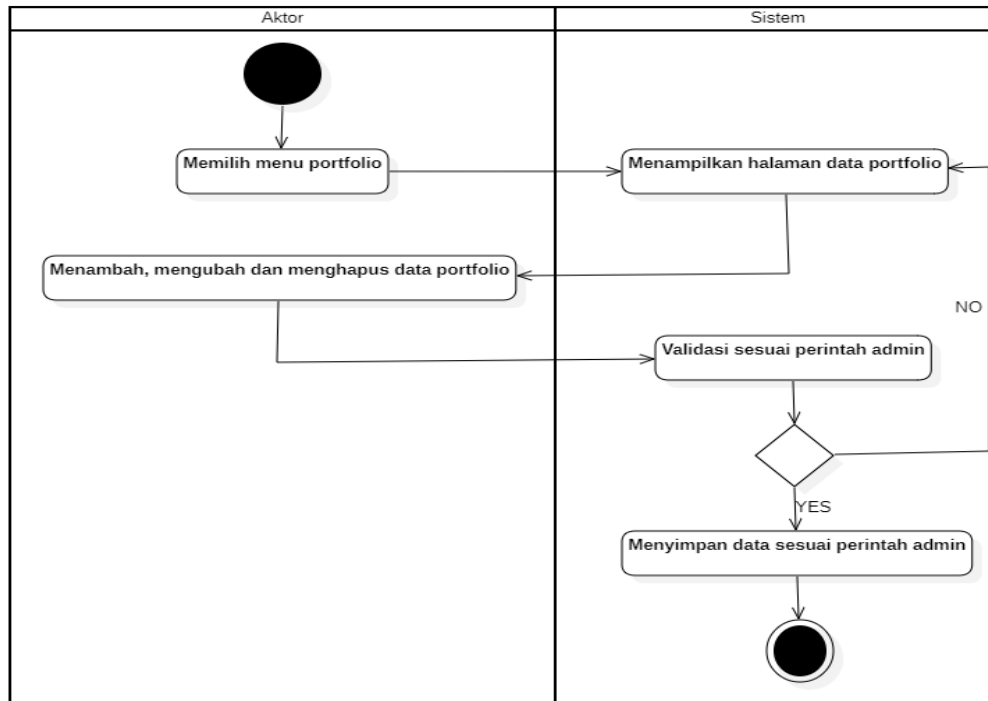 Aktor
Sistem
Memilih menu portfolio
Menampilkan halaman data portfolio
Menambah, mengubah dan menghapus data portfolio
NO
Validasi sesuai perintah admin
YES
Menyimpan data sesuai perintah admin